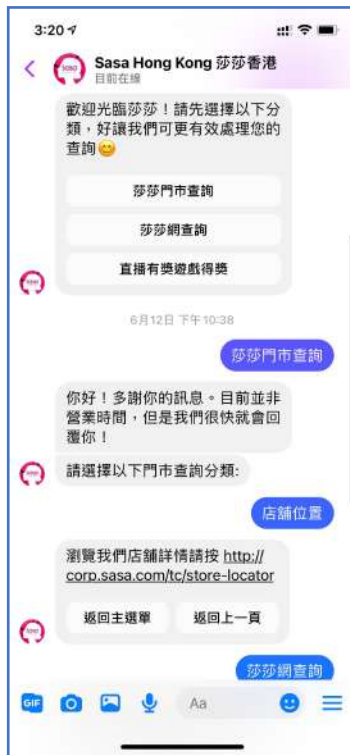 3:20
Sasa Hong Kong 莎莎香港
目前在線
sasa
歡迎光臨莎莎！請先選擇以下分
類，好讓我們可更有效處理您的
查詢😊
莎莎門市查詢
莎莎網查詢
直播有獎遊戲得獎
6月12日 下午10:38
莎莎門市查詢
你好！多謝你的訊息。目前並非
營業時間，但是我們很快就會回
覆你！
請選擇以下門市查詢分類:
店舖位置
瀏覽我們店舖詳情請按 http://
corp.sasa.com/tc/store-locator
返回主選單
返回上一頁
莎莎網查詢
GIF
Aa